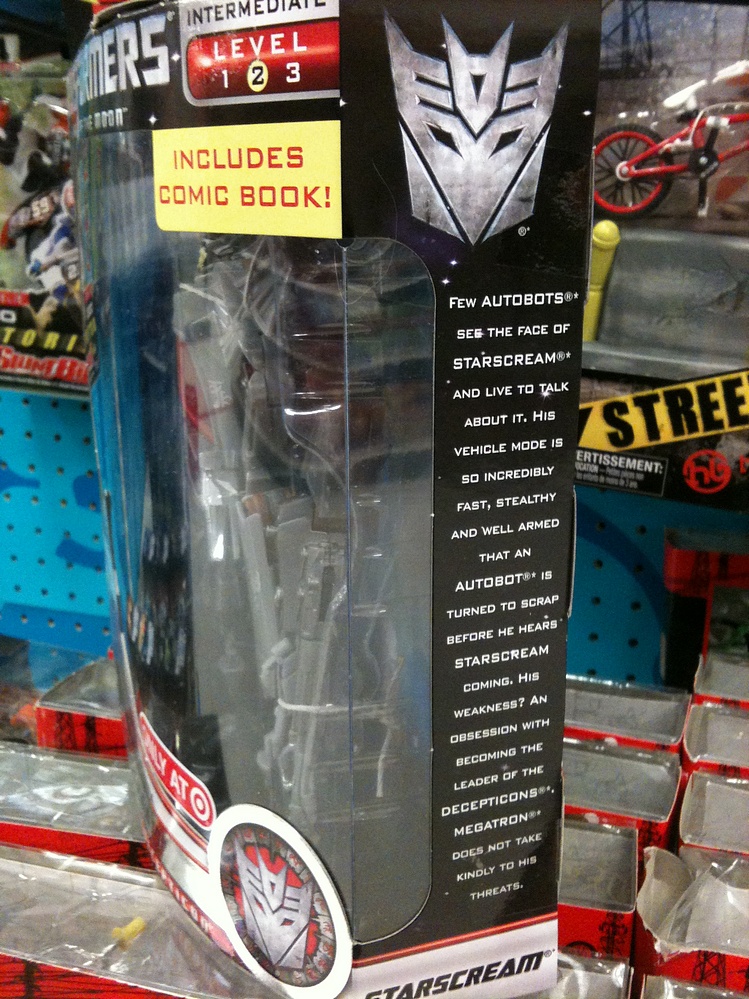 INTERMEDIATE
LEVEL
1 2 3
INCLUDES
COMIC BOOK!
®*
FEW AUTOBOTS®*
SEE THE FACE OF
STARSCREAM®*
AND LIVE TO TALK
ABOUT IT. HIS
VEHICLE MODE IS
SO INCREDIBLY
FAST, STEALTHY
AND WELL ARMED
THAT AN
AUTOBOT®* IS
TURNED TO SCRAP
BEFORE HE HEARS
STARSCREAM
COMING. HIS
WEAKNESS? AN
OBSESSION WITH
BECOMING THE
LEADER OF THE
DECEPTICONS®*.
MEGATRON®*
DOES NOT TAKE
KINDLY TO HIS
THREATS.
STARSCREAM®*
ONLY AT
STREE
ERTISSEMENT: